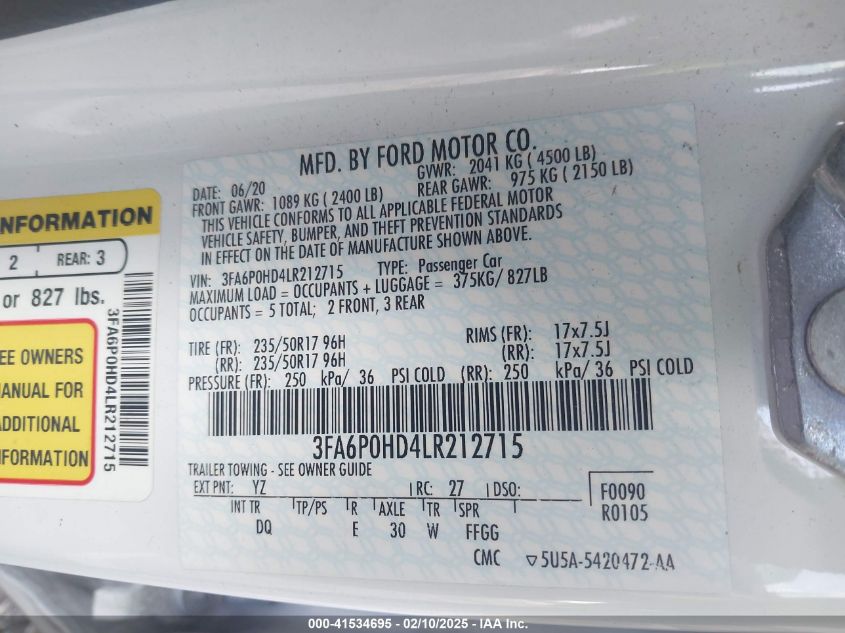 MFD. BY FORD MOTOR CO.
DATE: 06/20 GVWR: 2041 KG ( 4500 LB)
FRONT GAWR: 1089 KG ( 2400 LB) REAR GAWR: 975 KG ( 2150 LB)
THIS VEHICLE CONFORMS TO ALL APPLICABLE FEDERAL MOTOR
VEHICLE SAFETY, BUMPER, AND THEFT PREVENTION STANDARDS
IN EFFECT ON THE DATE OF MANUFACTURE SHOWN ABOVE.
VIN: 3FA6P0HD4LR212715 TYPE: Passenger Car
MAXIMUM LOAD = OCCUPANTS + LUGGAGE = 375KG/ 827LB
OCCUPANTS = 5 TOTAL; 2 FRONT, 3 REAR
TIRE (FR): 235/50R17 96H RIMS (FR): 17x7.5J
(RR): 235/50R17 96H (RR): 17x7.5J
PRESSURE (FR): 250 kPa/ 36 PSI COLD (RR): 250 kPa/ 36 PSI COLD
3FA6P0HD4LR212715
TRAILER TOWING - SEE OWNER GUIDE
EXT PNT: YZ RC: 27 DSO: F0090
INT TR TP/PS R AXLE TR SPR R0105
DQ E 30 W FFGG
CMC ▽5U5A-5420472-AA
INFORMATION
2 REAR: 3
or 827 lbs.
SEE OWNERS
MANUAL FOR
ADDITIONAL
INFORMATION
3FA6P0HD4LR212715
000-41534695 - 02/10/2025 - IAA Inc.